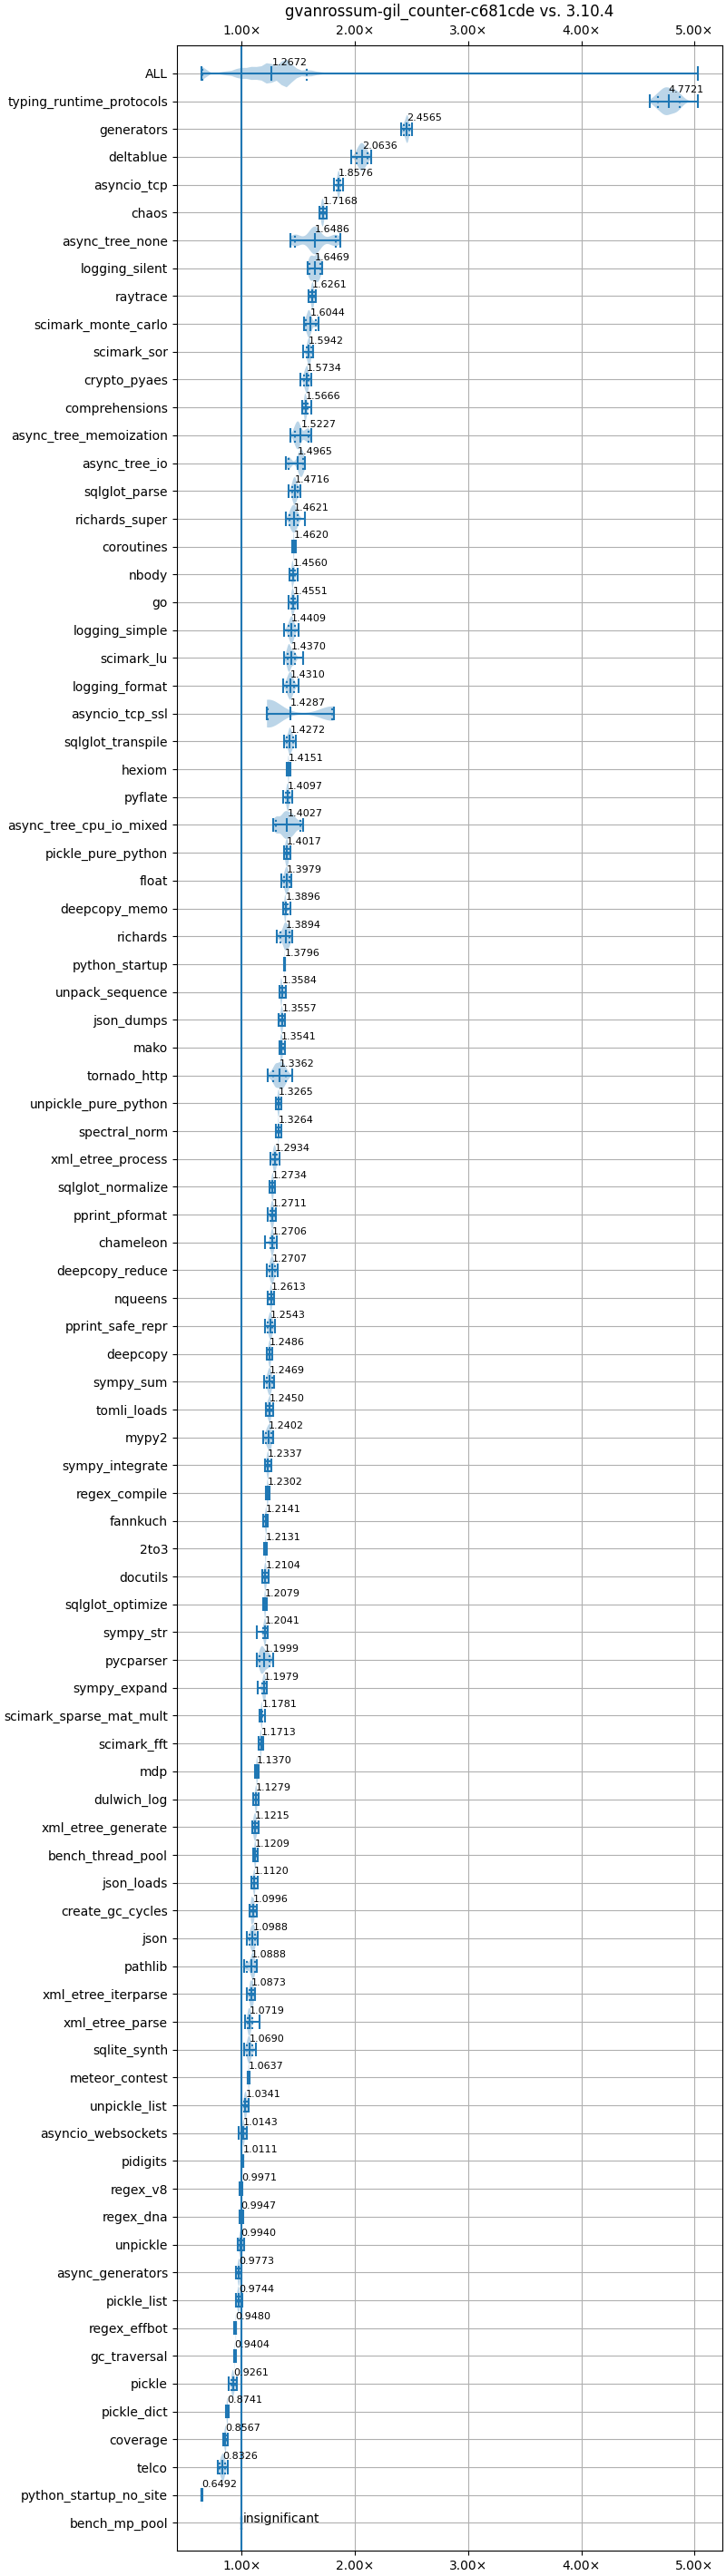 gvanrossum-gil_counter-c681cde vs. 3.10.4
1.00× 2.00× 3.00× 4.00× 5.00×
ALL 1.2672
typing_runtime_protocols 4.7721
generators 2.4565
deltablue 2.0636
asyncio_tcp 1.8576
chaos 1.7168
async_tree_none 1.6486
logging_silent 1.6469
raytrace 1.6261
scimark_monte_carlo 1.6044
scimark_sor 1.5942
crypto_pyaes 1.5734
comprehensions 1.5666
async_tree_memoization 1.5227
async_tree_io 1.4965
sqlglot_parse 1.4716
richards_super 1.4621
coroutines 1.4620
nbody 1.4560
go 1.4551
logging_simple 1.4409
scimark_lu 1.4370
logging_format 1.4310
asyncio_tcp_ssl 1.4287
sqlglot_transpile 1.4272
hexiom 1.4151
pyflate 1.4097
async_tree_cpu_io_mixed 1.4027
pickle_pure_python 1.4017
float 1.3979
deepcopy_memo 1.3896
richards 1.3894
python_startup 1.3796
unpack_sequence 1.3584
json_dumps 1.3557
mako 1.3541
tornado_http 1.3362
unpickle_pure_python 1.3265
spectral_norm 1.3264
xml_etree_process 1.2934
sqlglot_normalize 1.2734
pprint_pformat 1.2711
chameleon 1.2706
deepcopy_reduce 1.2707
nqueens 1.2613
pprint_safe_repr 1.2543
deepcopy 1.2486
sympy_sum 1.2469
tomli_loads 1.2450
mypy2 1.2402
sympy_integrate 1.2337
regex_compile 1.2302
fannkuch 1.2141
2to3 1.2131
docutils 1.2104
sqlglot_optimize 1.2079
sympy_str 1.2041
pycparser 1.1999
sympy_expand 1.1979
scimark_sparse_mat_mult 1.1781
scimark_fft 1.1713
mdp 1.1370
dulwich_log 1.1279
xml_etree_generate 1.1215
bench_thread_pool 1.1209
json_loads 1.1120
create_gc_cycles 1.0996
json 1.0988
pathlib 1.0888
xml_etree_iterparse 1.0873
xml_etree_parse 1.0719
sqlite_synth 1.0690
meteor_contest 1.0637
unpickle_list 1.0341
asyncio_websockets 1.0143
pidigits 1.0111
regex_v8 0.9971
regex_dna 0.9947
unpickle 0.9940
async_generators 0.9773
pickle_list 0.9744
regex_effbot 0.9480
gc_traversal 0.9404
pickle 0.9261
pickle_dict 0.8741
coverage 0.8567
telco 0.8326
python_startup_no_site 0.6492
bench_mp_pool insignificant
1.00× 2.00× 3.00× 4.00× 5.00×